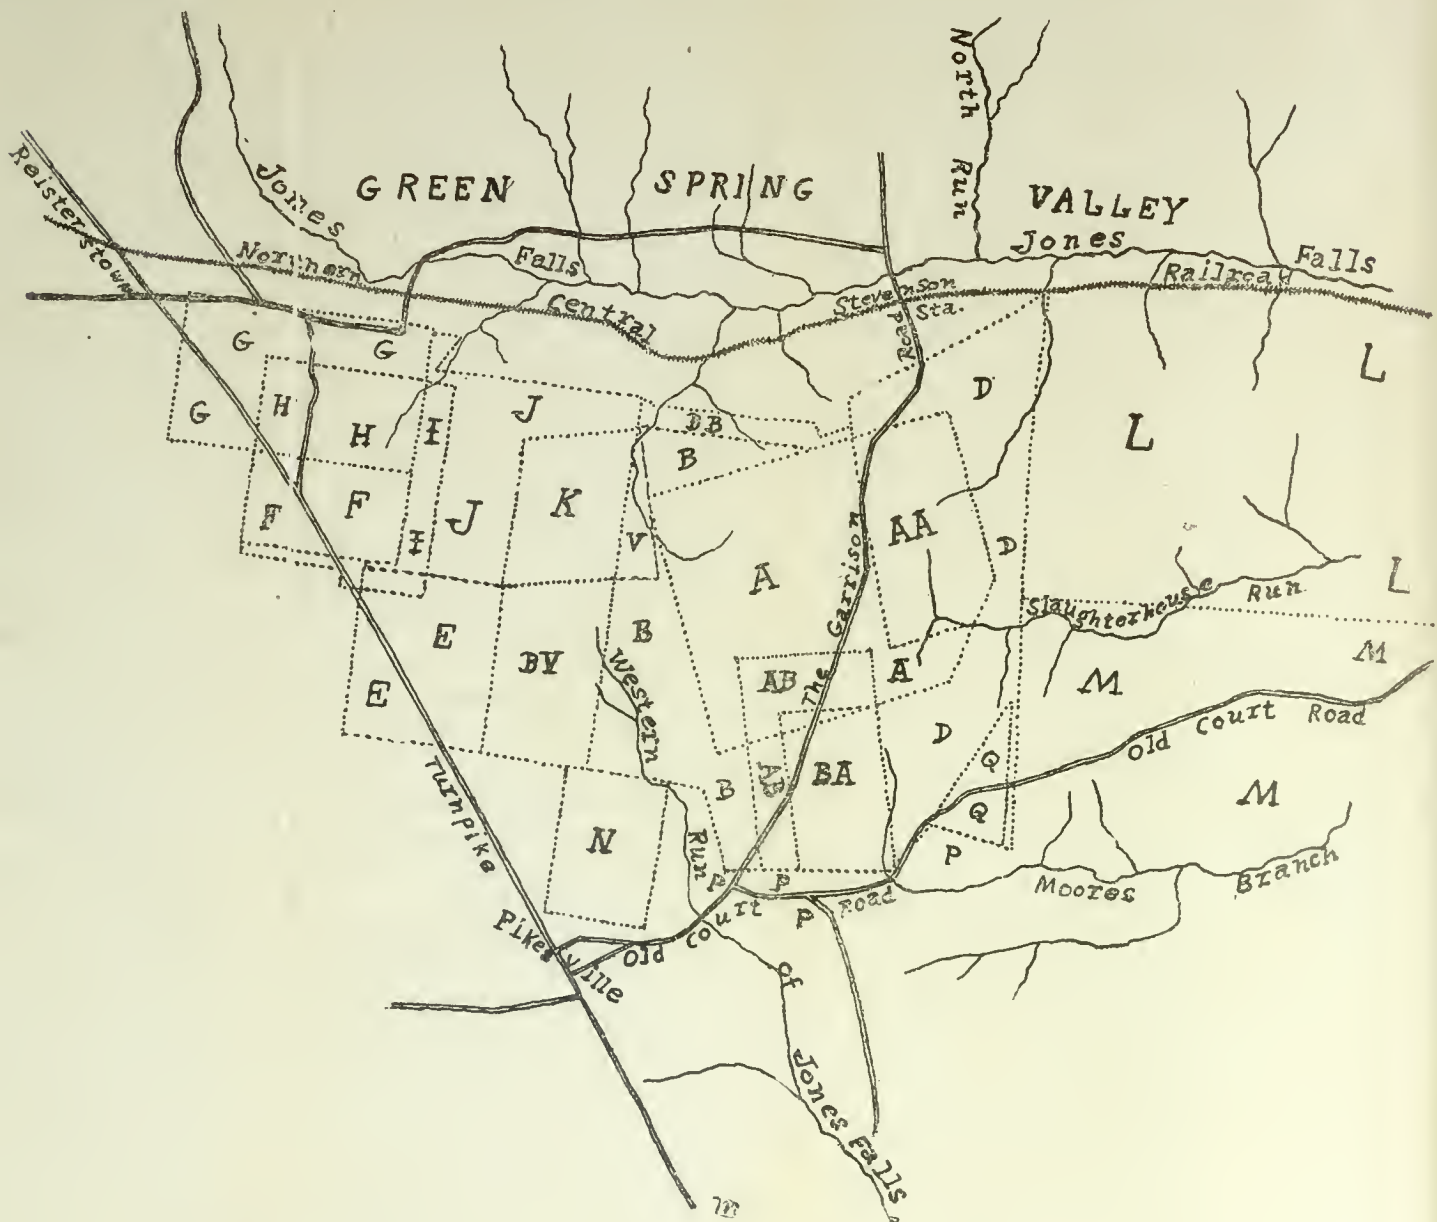 North Run
GREEN SPRING VALLEY
Jones Falls
Jones Falls
Reisterstown Turnpike
Northern Central Railroad
Stevenson Sta.
Road
G
G
G
H
H
I
I
J
J
K
F
F
V
DB
B
D
L
L
L
A
AA
D
The Garrison
Slaughterhouse Run
E
E
BV
B
Western Run of Jones Falls
AB
A
M
M
M
AB
BA
B
D
Q
Q
P
N
P
P
P
Old Court Road
Old Court Road
Moores Branch
Pikesville
m